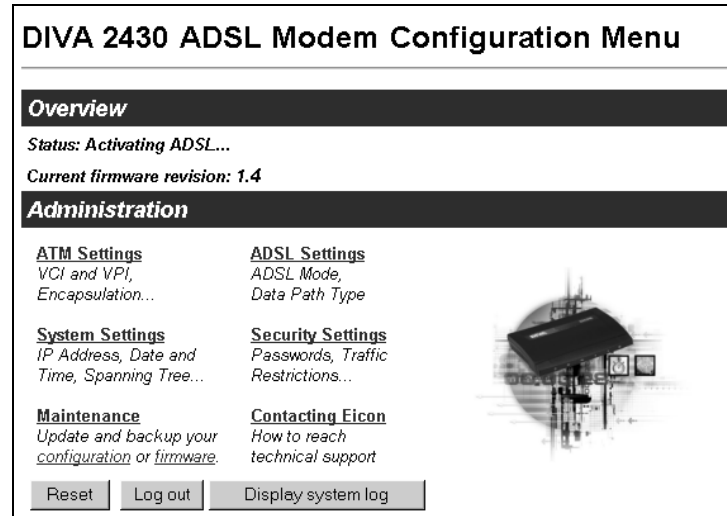 DIVA 2430 ADSL Modem Configuration Menu
Overview
Status: Activating ADSL...
Current firmware revision: 1.4
Administration
ATM Settings
VCI and VPI,
Encapsulation...
ADSL Settings
ADSL Mode,
Data Path Type
System Settings
IP Address, Date and
Time, Spanning Tree...
Security Settings
Passwords, Traffic
Restrictions...
Maintenance
Update and backup your
configuration or firmware.
Contacting Eicon
How to reach
technical support
Reset
Log out
Display system log